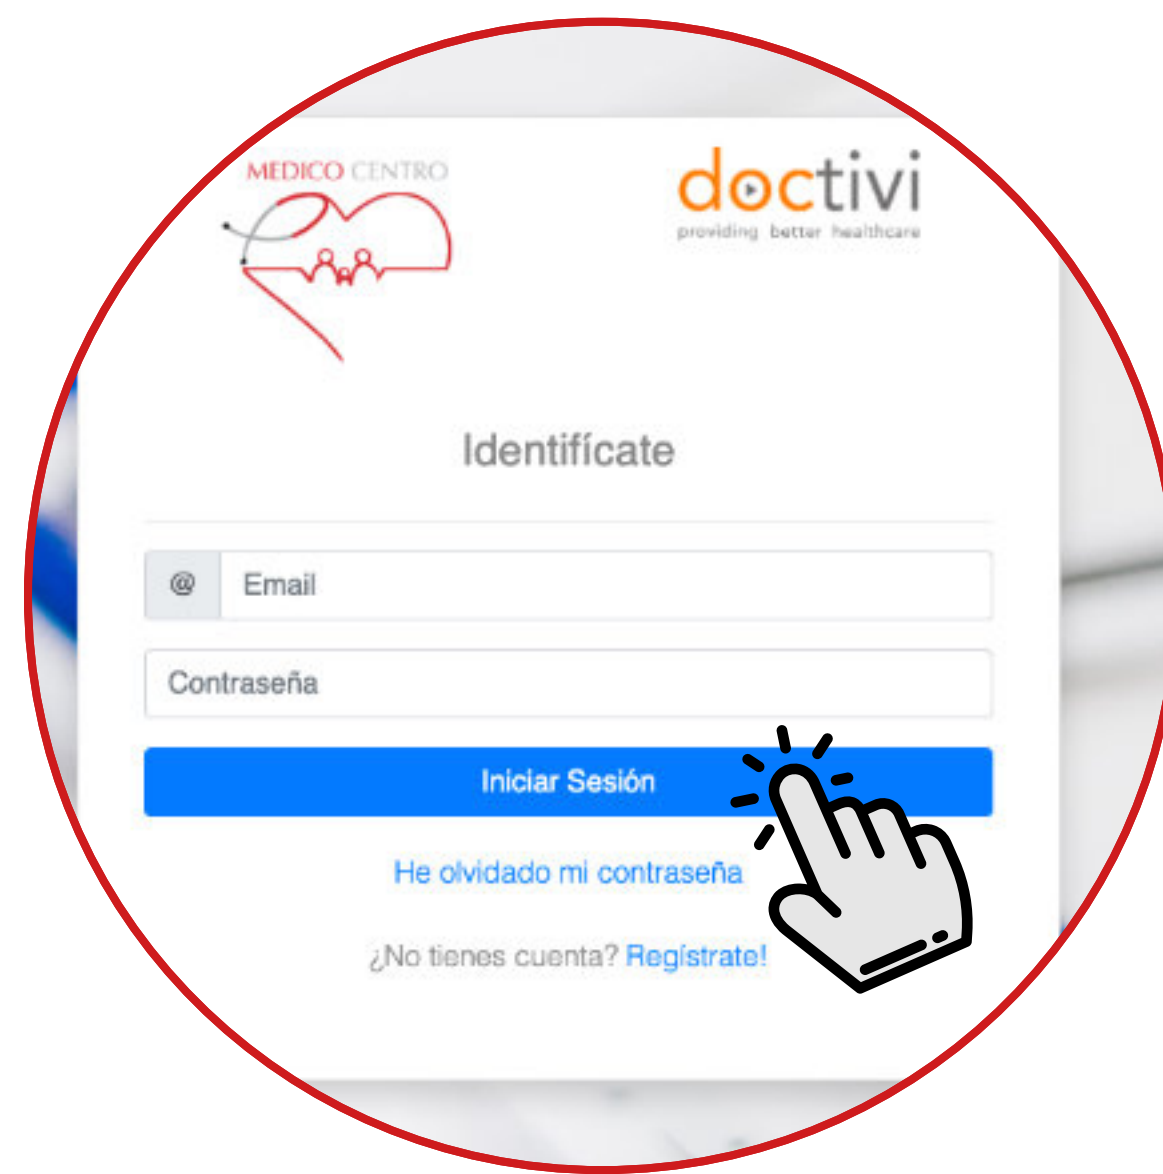 MEDICO CENTRO
doctivi
providing better healthcare
Identifícate
@ Email
Contraseña
Iniciar Sesión
He olvidado mi contraseña
¿No tienes cuenta? Regístrate!